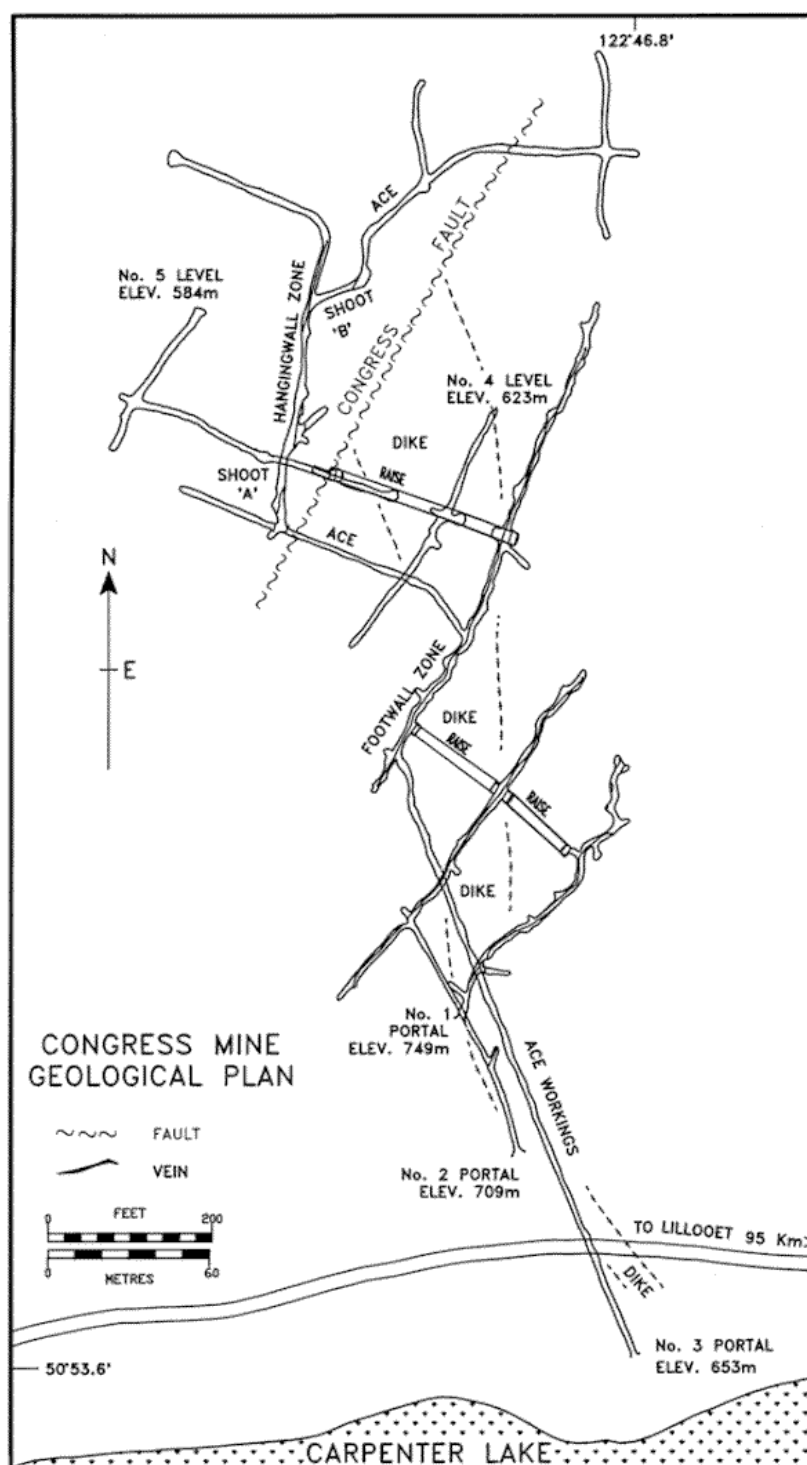 122°46.8'
ACE
FAULT
No. 5 LEVEL
ELEV. 584m
HANGINGWALL ZONE
SHOOT
'B'
CONGRESS
No. 4 LEVEL
ELEV. 623m
DIKE
SHOOT
'A'
RAISE
ACE
N
E
FOOTWALL ZONE
DIKE
RAISE
RAISE
DIKE
No. 1
PORTAL
ELEV. 749m
CONGRESS MINE
GEOLOGICAL PLAN
FAULT
VEIN
ACE WORKINGS
No. 2 PORTAL
ELEV. 709m
FEET
0 200
0 60
METRES
TO LILLOOET 95 Km
DIKE
No. 3 PORTAL
ELEV. 653m
50°53.6'
CARPENTER LAKE